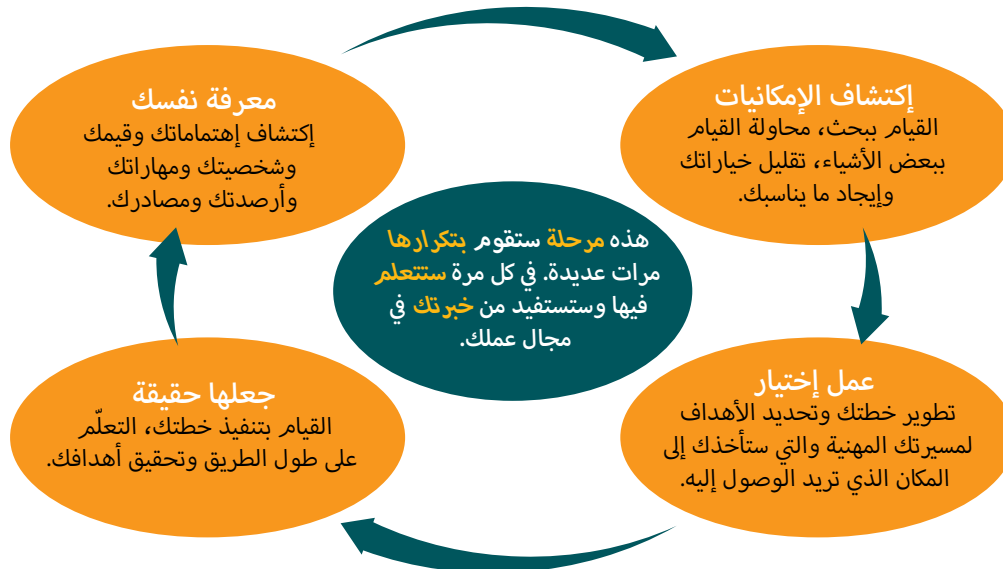 معرفة نفسك
إكتشاف إهتماماتك وقيمك
وشخصيتك ومهاراتك
وأرصدتك ومصادرك.
إكتشاف الإمكانيات
القيام ببحث، محاولة القيام
ببعض الأشياء، تقليل خياراتك
وإيجاد ما يناسبك.
هذه مرحلة ستقوم بتكرارها
مرات عديدة. في كل مرة ستتعلم
فيها وستستفيد من خبرتك في
مجال عملك.
عمل إختيار
تطوير خطتك وتحديد الأهداف
لمسيرتك المهنية والتي ستأخذك إلى
المكان الذي تريد الوصول إليه.
جعلها حقيقة
القيام بتنفيذ خطتك، التعلّم
على طول الطريق وتحقيق أهدافك.